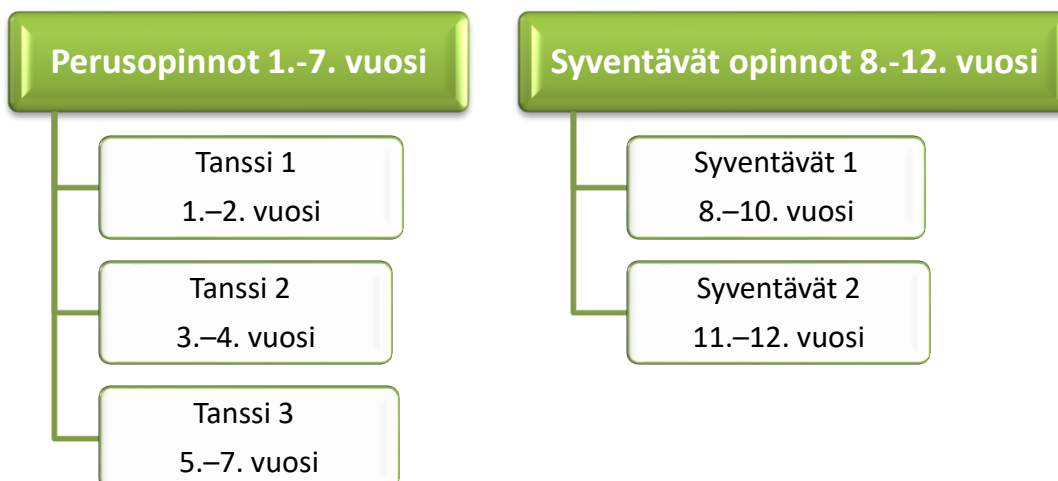 Perusopinnot 1.-7. vuosi
Tanssi 1
1.–2. vuosi
Tanssi 2
3.–4. vuosi
Tanssi 3
5.–7. vuosi
Syventävät opinnot 8.-12. vuosi
Syventävät 1
8.–10. vuosi
Syventävät 2
11.–12. vuosi